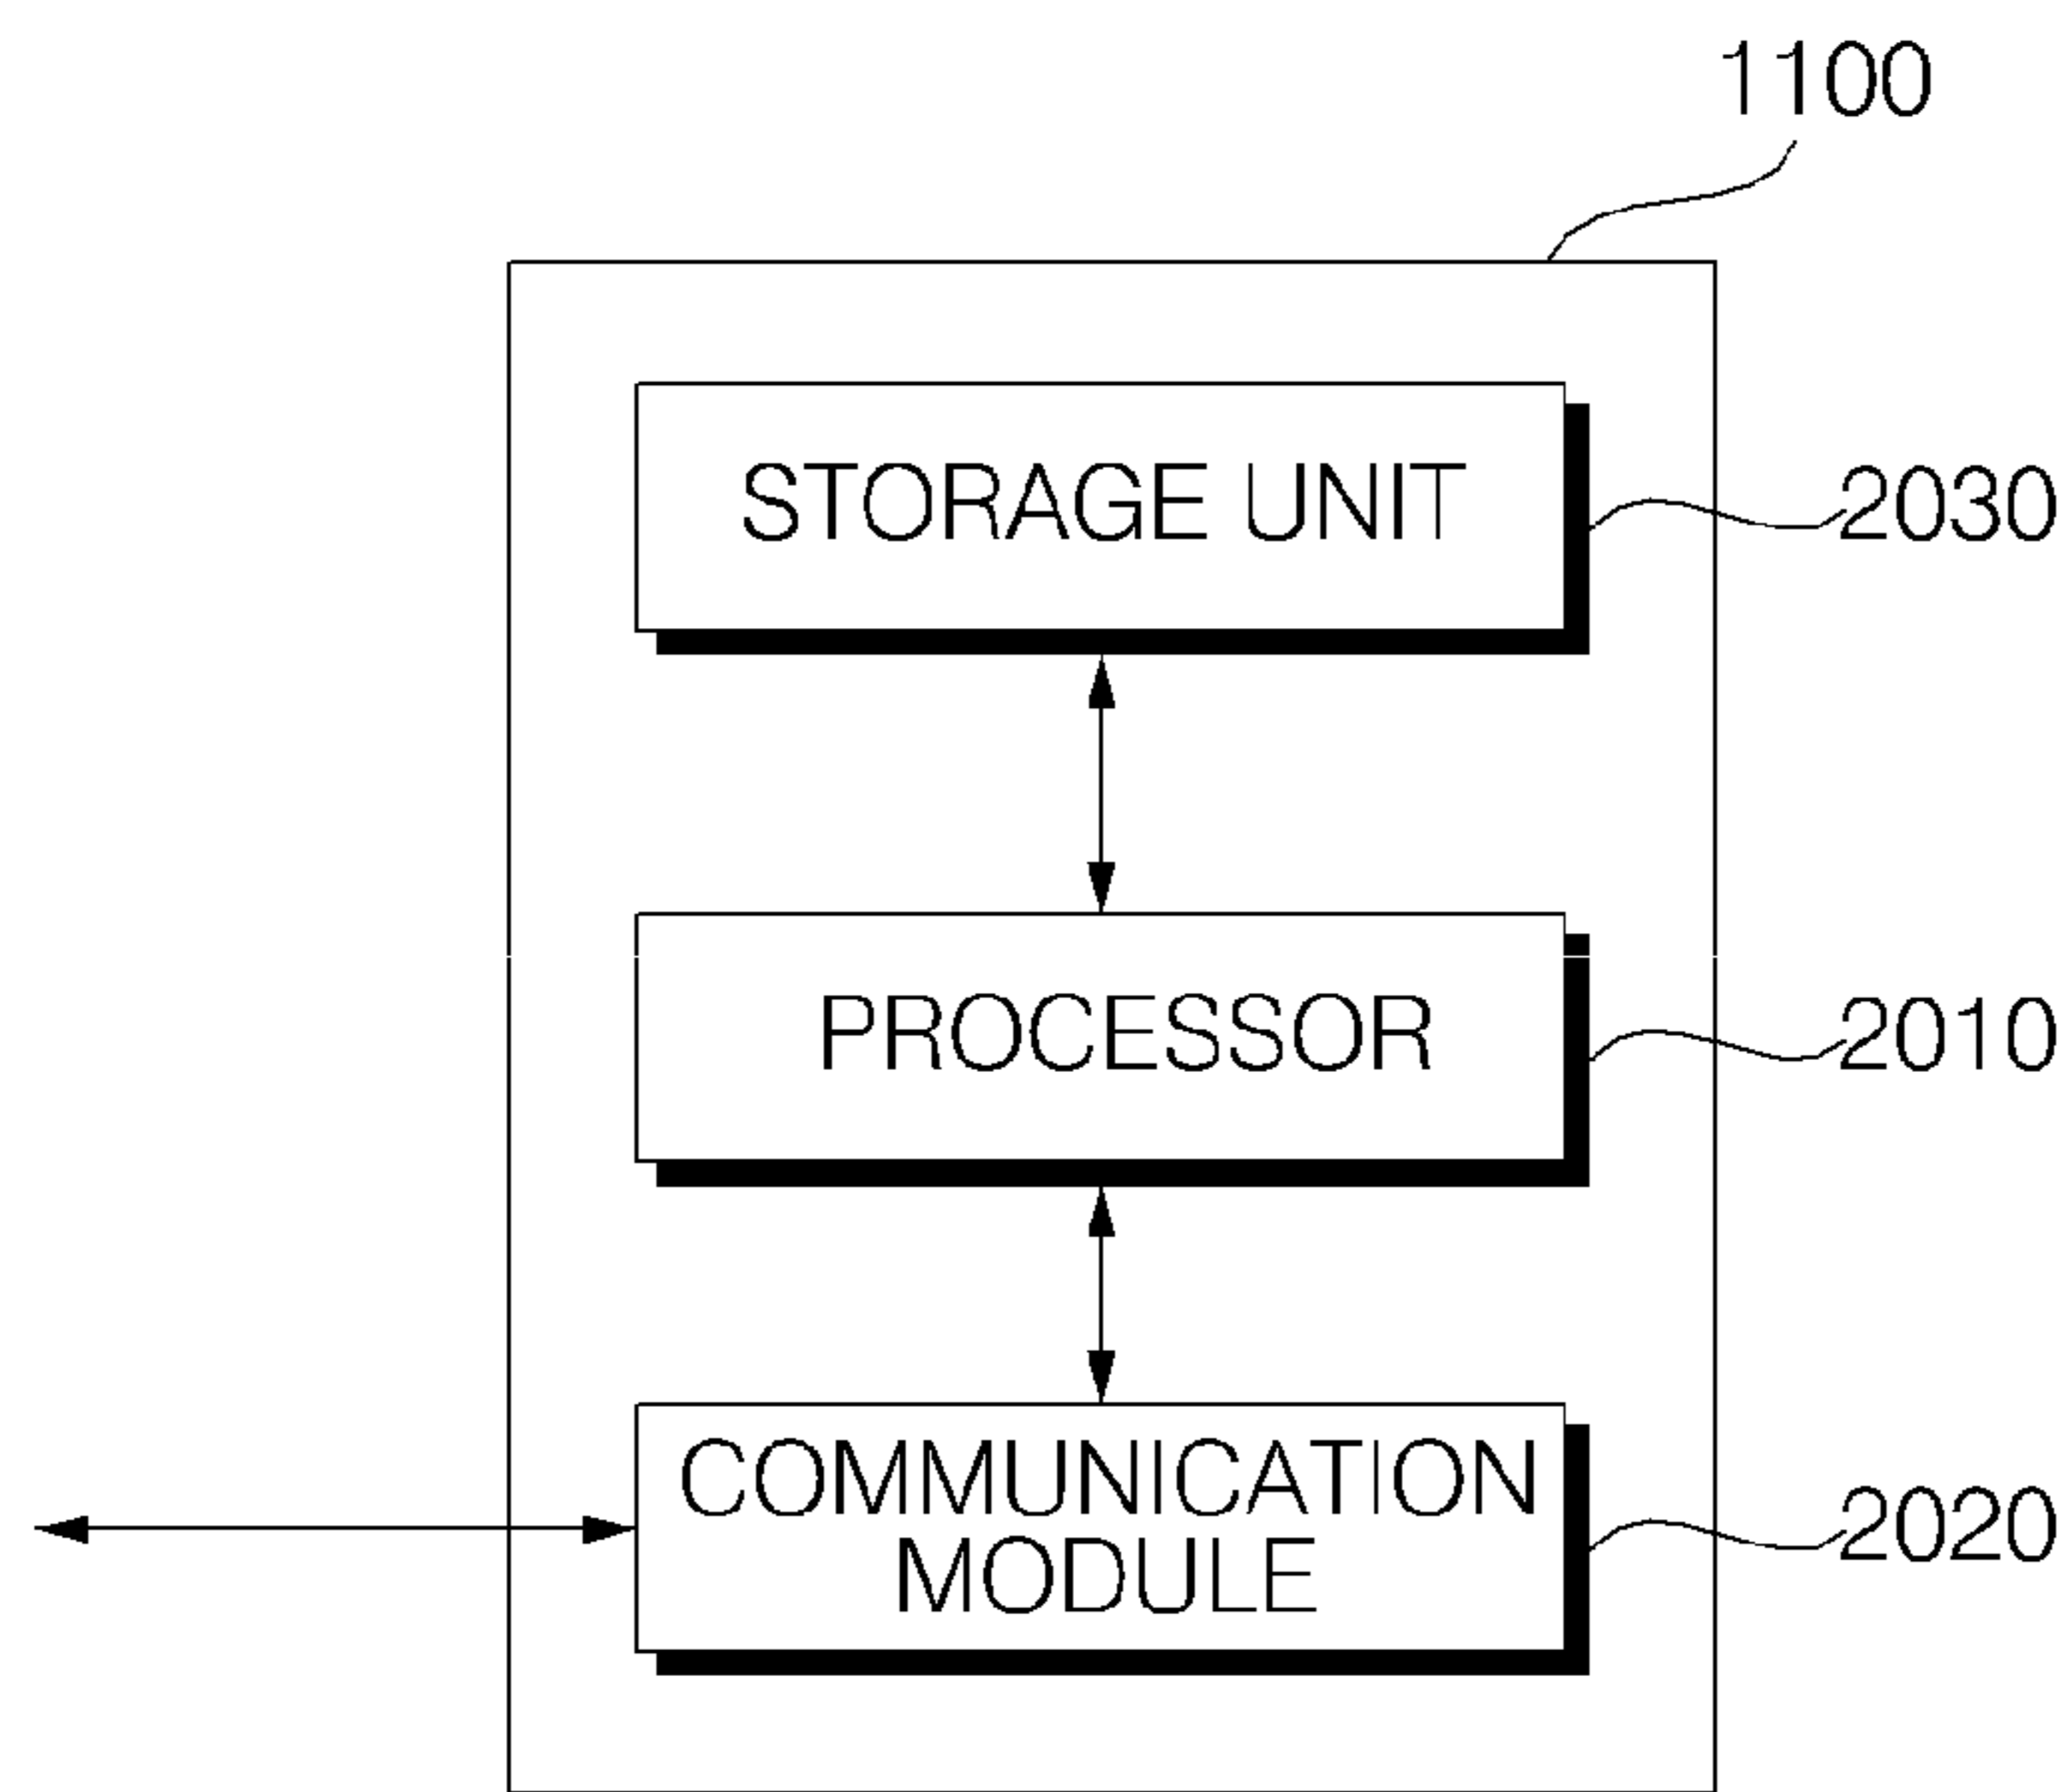 1100
STORAGE UNIT
2030
PROCESSOR
2010
COMMUNICATION
MODULE
2020